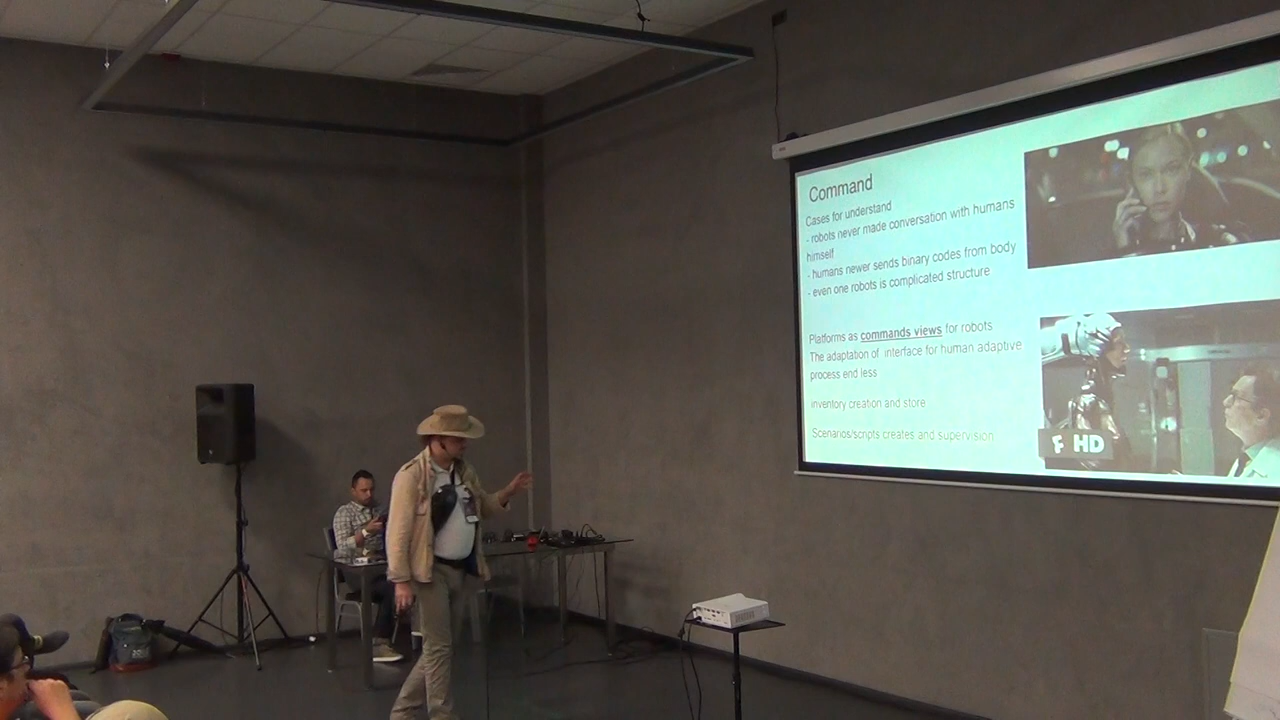 Command
Cases for understand
- robots never made conversation with humans
himself
- humans newer sends binary codes from body
- even one robots is complicated structure
Platforms as commands views for robots
The adaptation of interface for human adaptive
process end less
inventory creation and store
Scenarios/scripts creates and supervision
F HD